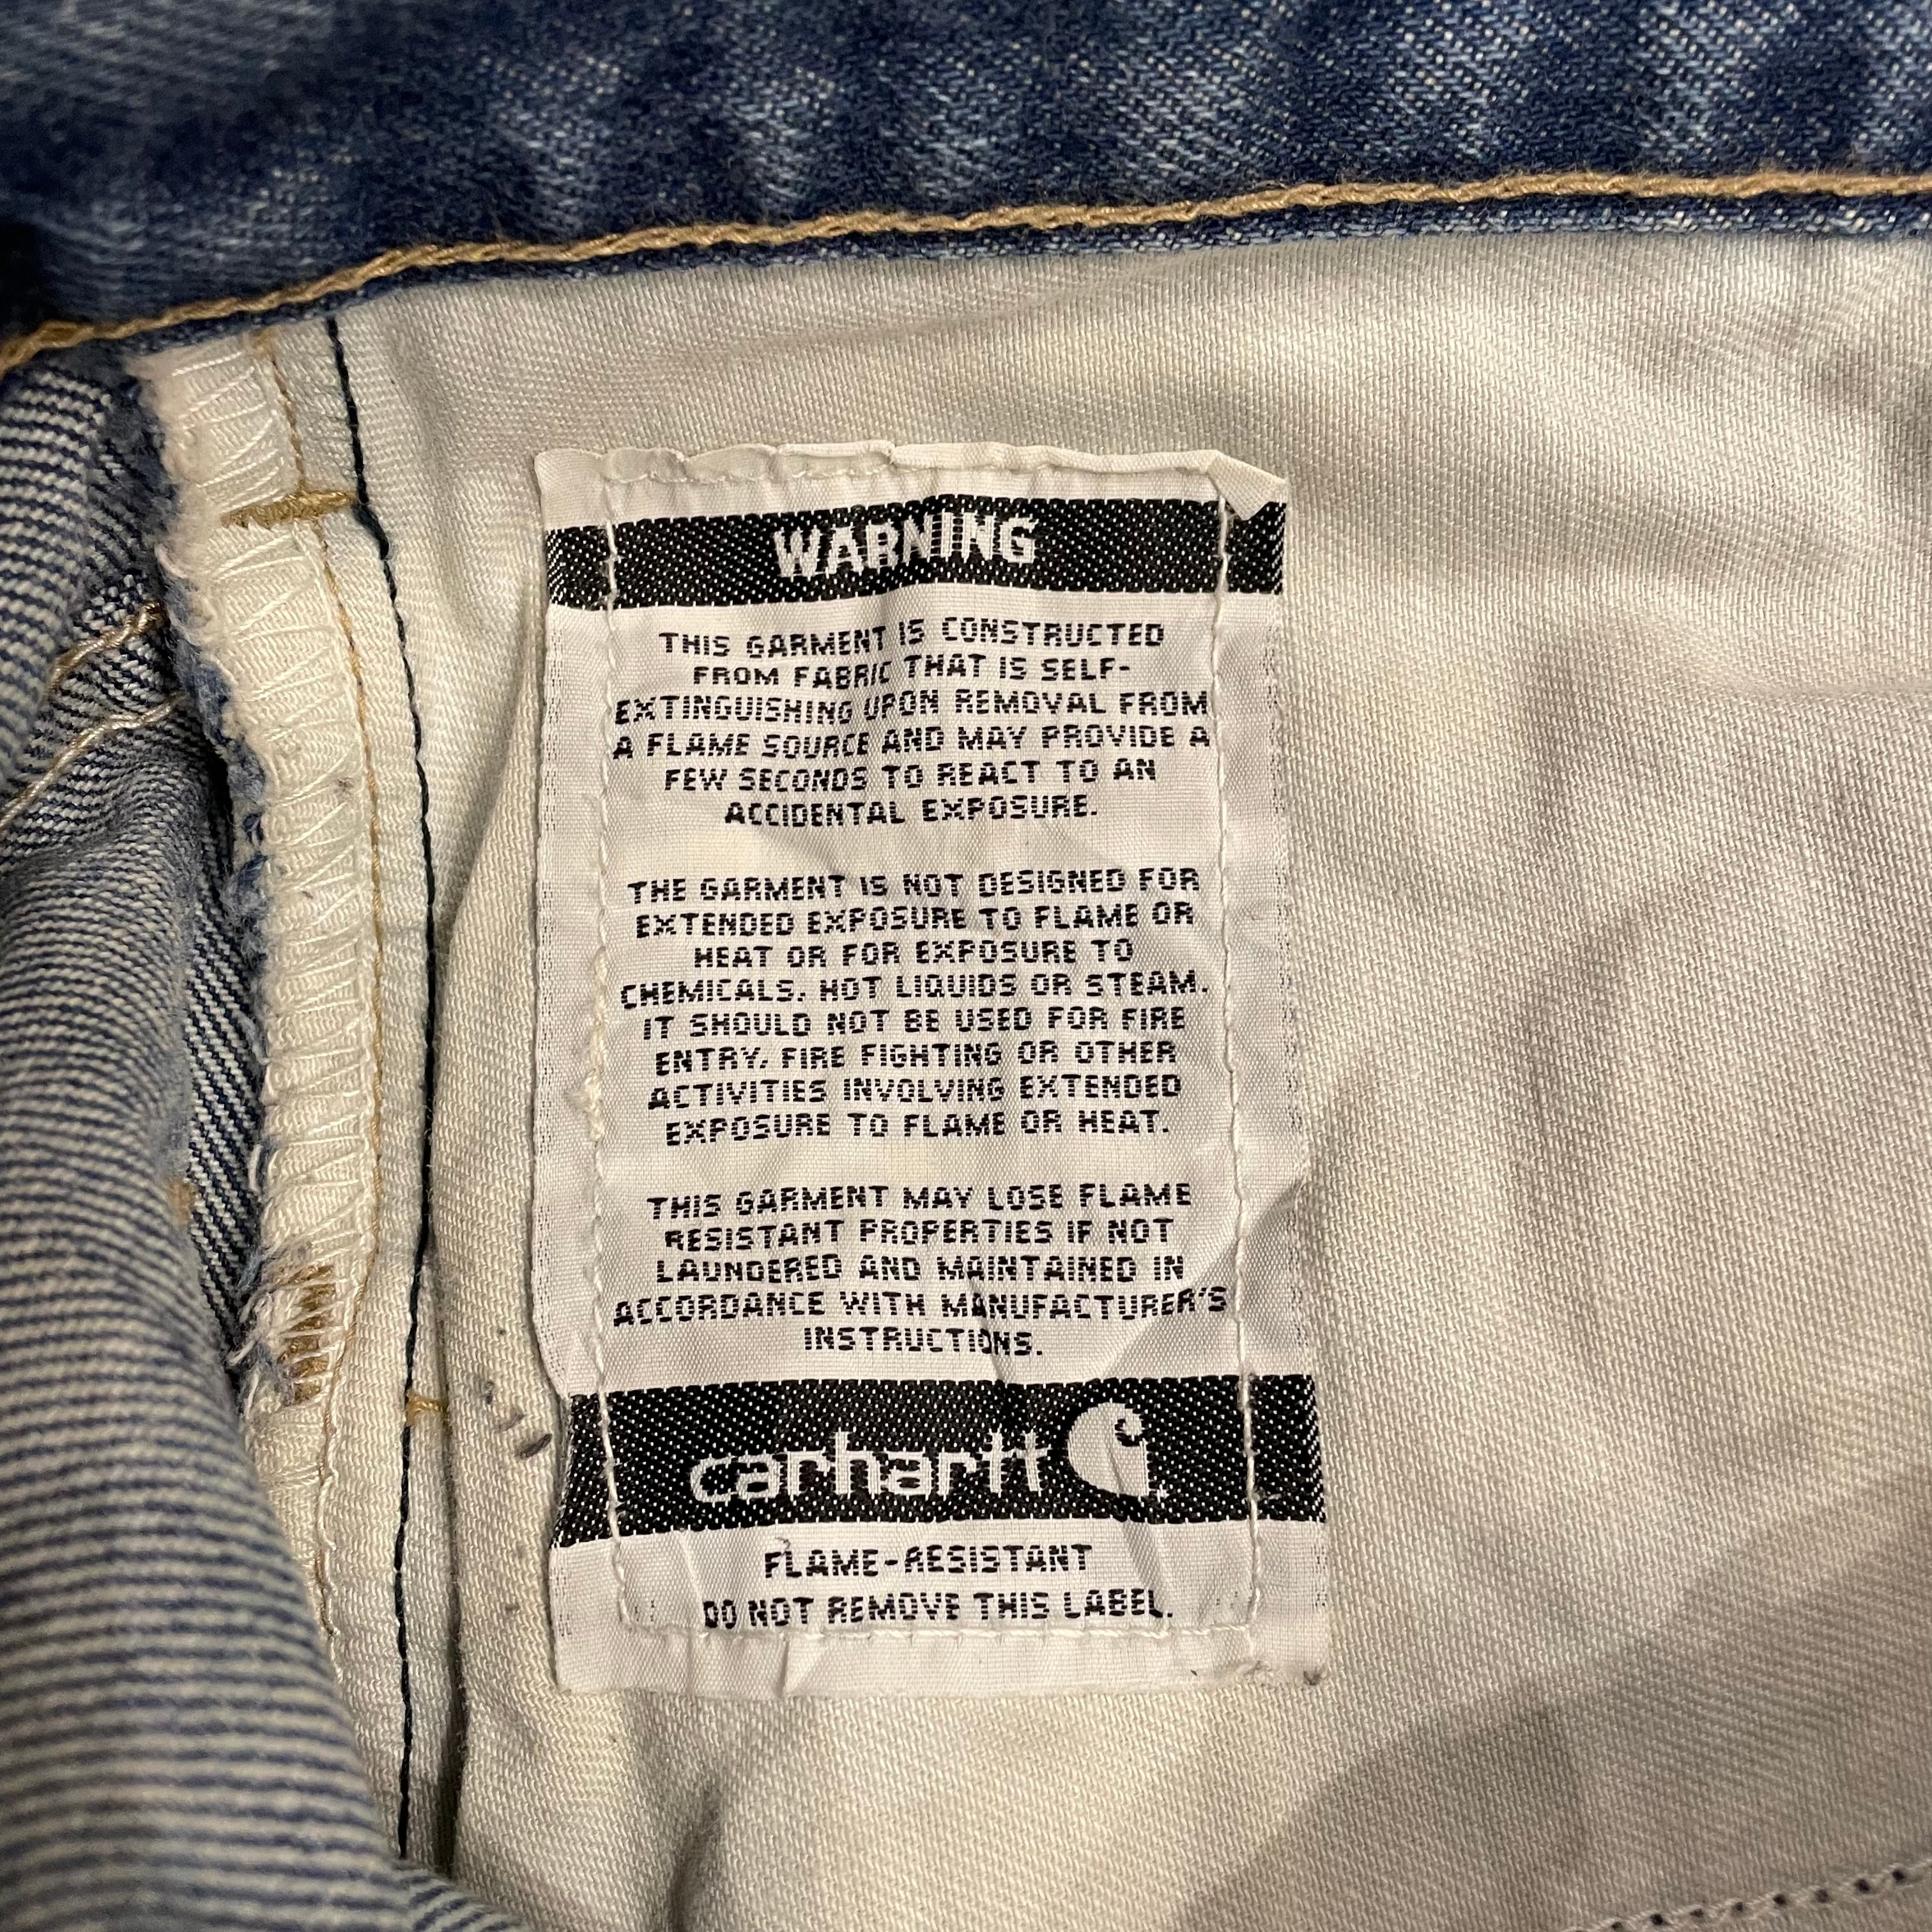 WARNING
THIS GARMENT IS CONSTRUCTED
FROM FABRIC THAT IS SELF-
EXTINGUISHING UPON REMOVAL FROM
A FLAME SOURCE AND MAY PROVIDE A
FEW SECONDS TO REACT TO AN
ACCIDENTAL EXPOSURE.
THE GARMENT IS NOT DESIGNED FOR
EXTENDED EXPOSURE TO FLAME OR
HEAT OR FOR EXPOSURE TO
CHEMICALS, HOT LIQUIDS OR STEAM.
IT SHOULD NOT BE USED FOR FIRE
ENTRY, FIRE FIGHTING OR OTHER
ACTIVITIES INVOLVING EXTENDED
EXPOSURE TO FLAME OR HEAT.
THIS GARMENT MAY LOSE FLAME
RESISTANT PROPERTIES IF NOT
LAUNDERED AND MAINTAINED IN
ACCORDANCE WITH MANUFACTURER'S
INSTRUCTIONS.
carhartt
FLAME-RESISTANT
DO NOT REMOVE THIS LABEL.